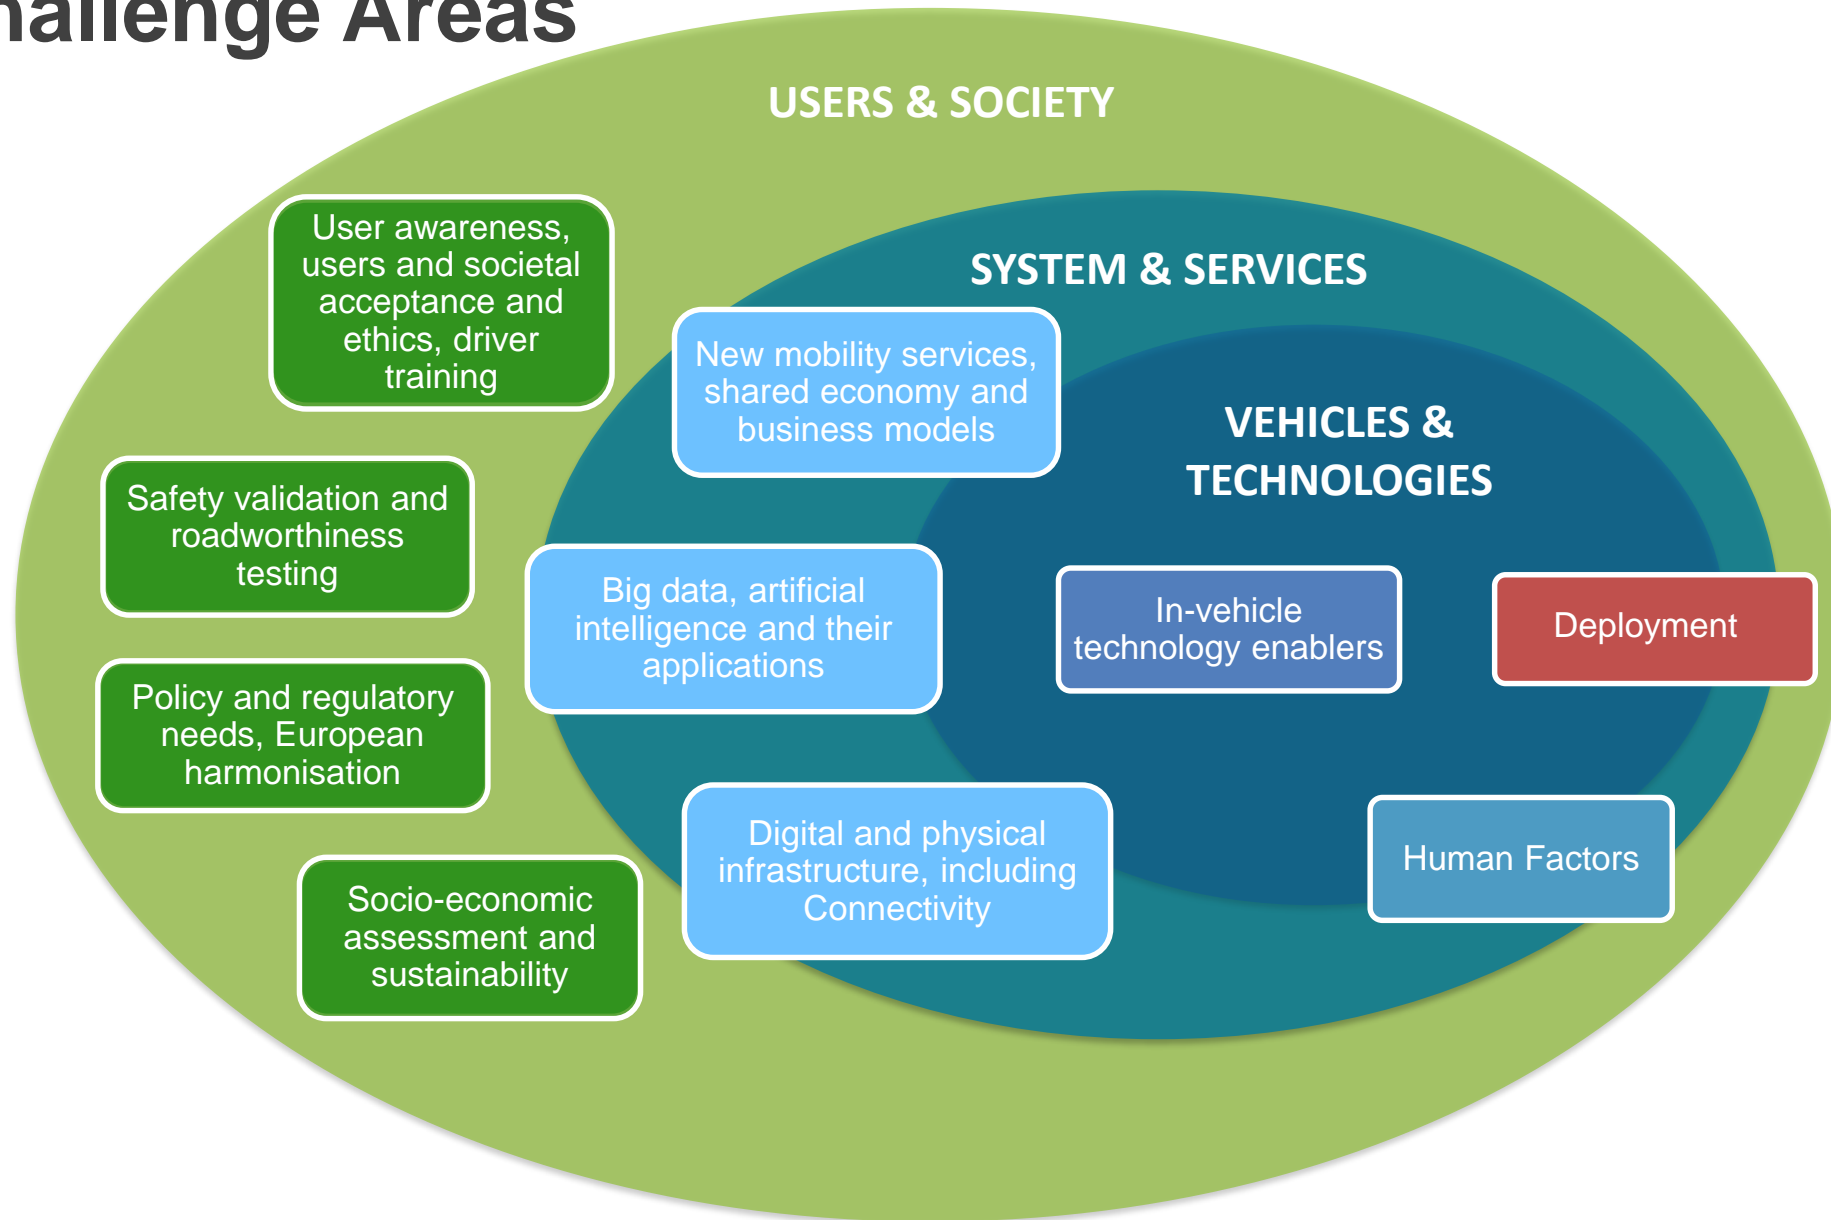 hallenge Areas
USERS & SOCIETY
User awareness,
users and societal
acceptance and
ethics, driver
training
SYSTEM & SERVICES
New mobility services,
shared economy and
business models
VEHICLES &
TECHNOLOGIES
Safety validation and
roadworthiness
testing
Big data, artificial
intelligence and their
applications
In-vehicle
technology enablers
Deployment
Policy and regulatory
needs, European
harmonisation
Digital and physical
infrastructure, including
Connectivity
Human Factors
Socio-economic
assessment and
sustainability